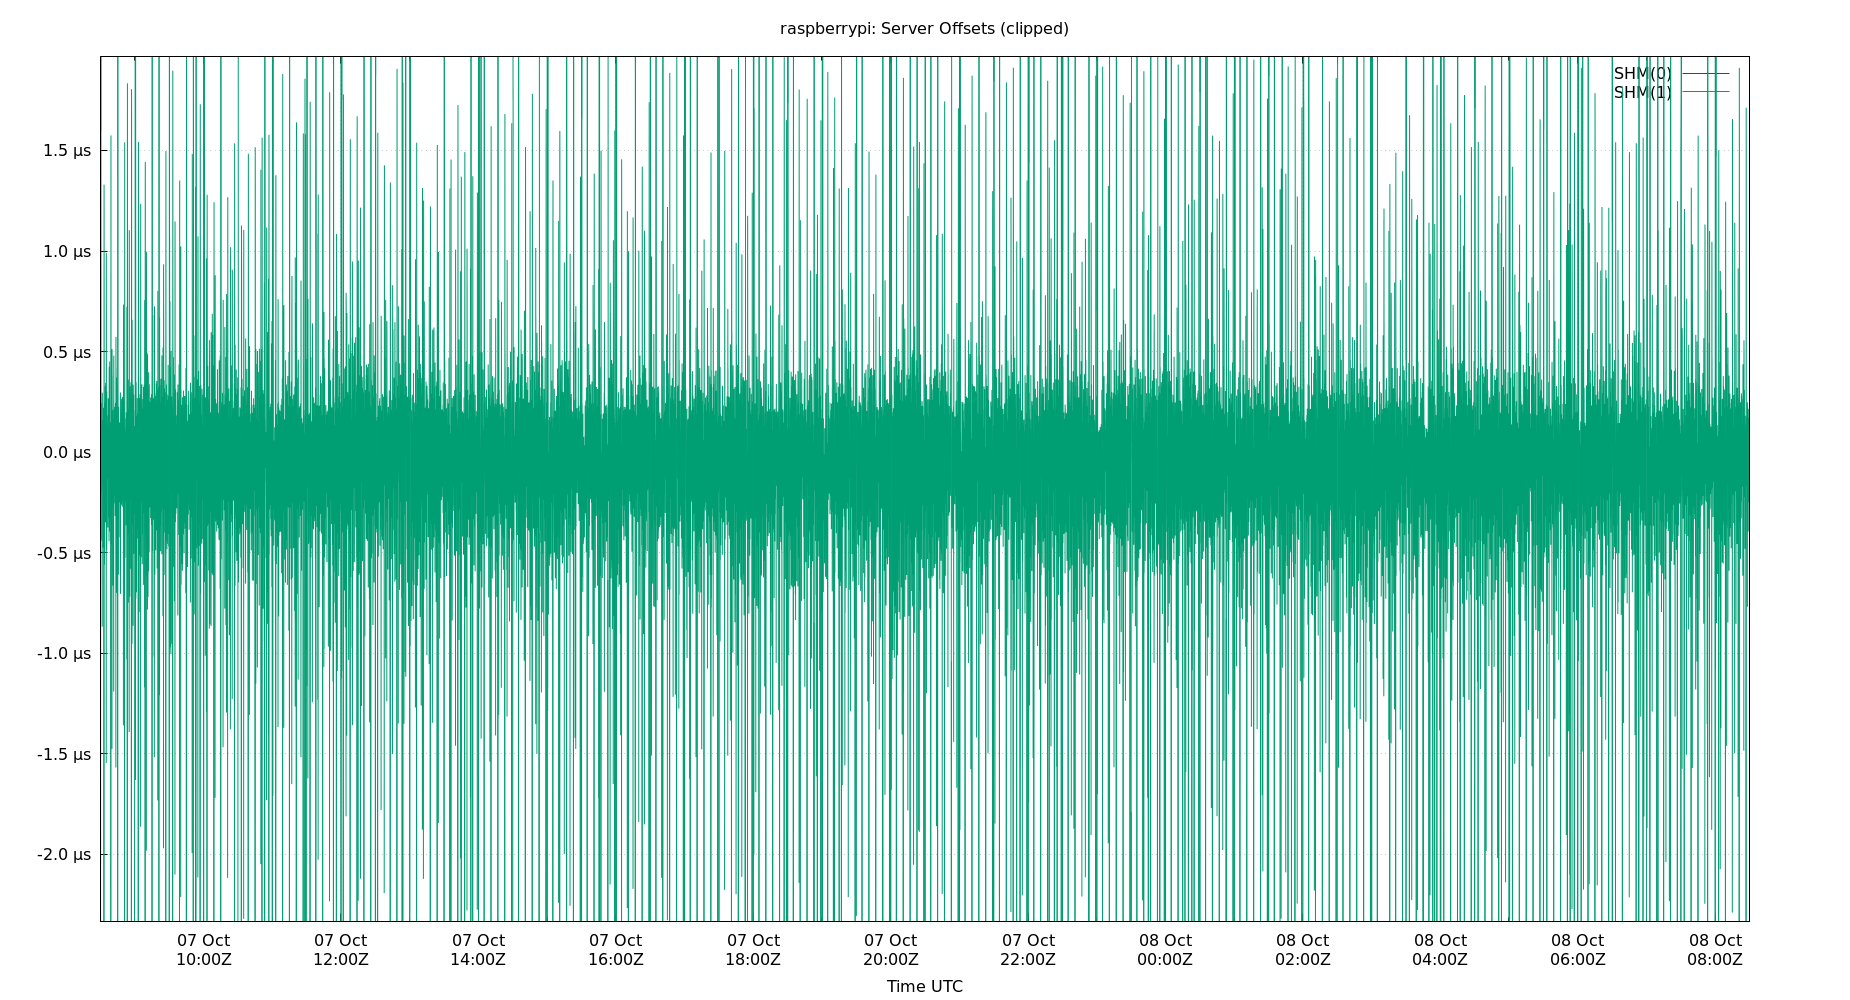 raspberrypi: Server Offsets (clipped)
SHM(0)
SHM(1)
1.5 µs
1.0 µs
0.5 µs
0.0 µs
-0.5 µs
-1.0 µs
-1.5 µs
-2.0 µs
07 Oct 07 Oct 07 Oct 07 Oct 07 Oct 07 Oct 07 Oct 08 Oct 08 Oct 08 Oct 08 Oct 08 Oct
10:00Z 12:00Z 14:00Z 16:00Z 18:00Z 20:00Z 22:00Z 00:00Z 02:00Z 04:00Z 06:00Z 08:00Z
Time UTC